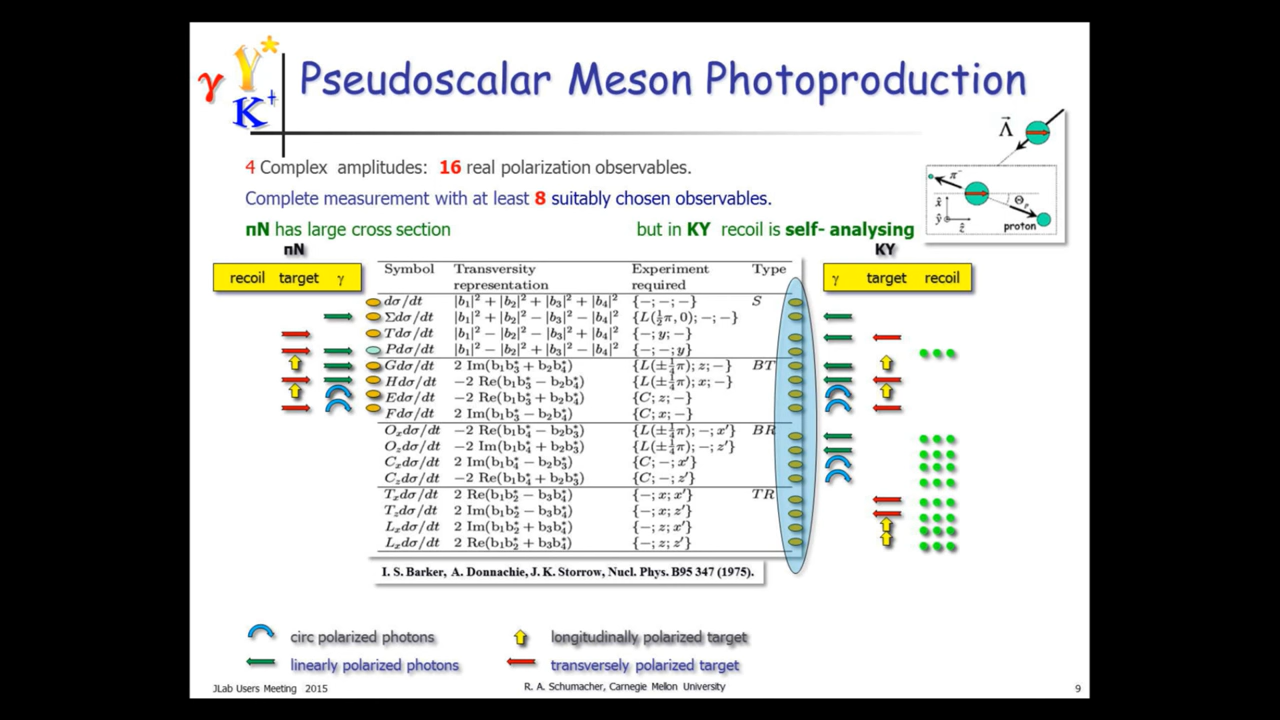 γ Y* K⁺
Pseudoscalar Meson Photoproduction
4 Complex amplitudes: 16 real polarization observables.
Complete measurement with at least 8 suitably chosen observables.
πN has large cross section
but in KY recoil is self- analysing
Λ
π⁻
Θp
x̂
ŷ
ẑ
proton
πN
KY
recoil target γ
γ target recoil
Symbol Transversity representation Experiment required Type
dσ/dt |b₁|² + |b₂|² + |b₃|² + |b₄|² {−; −; −} S
Σdσ/dt |b₁|² + |b₂|² − |b₃|² − |b₄|² {L(½π, 0); −; −}
Tdσ/dt |b₁|² − |b₂|² − |b₃|² + |b₄|² {−; y; −}
Pdσ/dt |b₁|² − |b₂|² + |b₃|² − |b₄|² {−; −; y}
Gdσ/dt 2 Im(b₁b₃* + b₂b₄*) {L(±¼π); z; −} BT
Hdσ/dt −2 Re(b₁b₃* − b₂b₄*) {L(±¼π); x; −}
Edσ/dt −2 Re(b₁b₃* + b₂b₄*) {C; z; −}
Fdσ/dt 2 Im(b₁b₃* − b₂b₄*) {C; x; −}
Oₓdσ/dt −2 Re(b₁b₄* − b₂b₃*) {L(±¼π); −; x′} BR
O_zdσ/dt −2 Im(b₁b₄* + b₂b₃*) {L(±¼π); −; z′}
Cₓdσ/dt 2 Im(b₁b₄* − b₂b₃*) {C; −; x′}
C_zdσ/dt −2 Re(b₁b₄* + b₂b₃*) {C; −; z′}
Tₓdσ/dt 2 Re(b₁b₂* − b₃b₄*) {−; x; x′} TR
T_zdσ/dt 2 Im(b₁b₂* − b₃b₄*) {−; x; z′}
Lₓdσ/dt 2 Im(b₁b₂* + b₃b₄*) {−; z; x′}
Lₓdσ/dt 2 Re(b₁b₂* + b₃b₄*) {−; z; z′}
I. S. Barker, A. Donnachie, J. K. Storrow, Nucl. Phys. B95 347 (1975).
circ polarized photons
longitudinally polarized target
linearly polarized photons
transversely polarized target
JLab Users Meeting 2015
R. A. Schumacher, Carnegie Mellon University
9